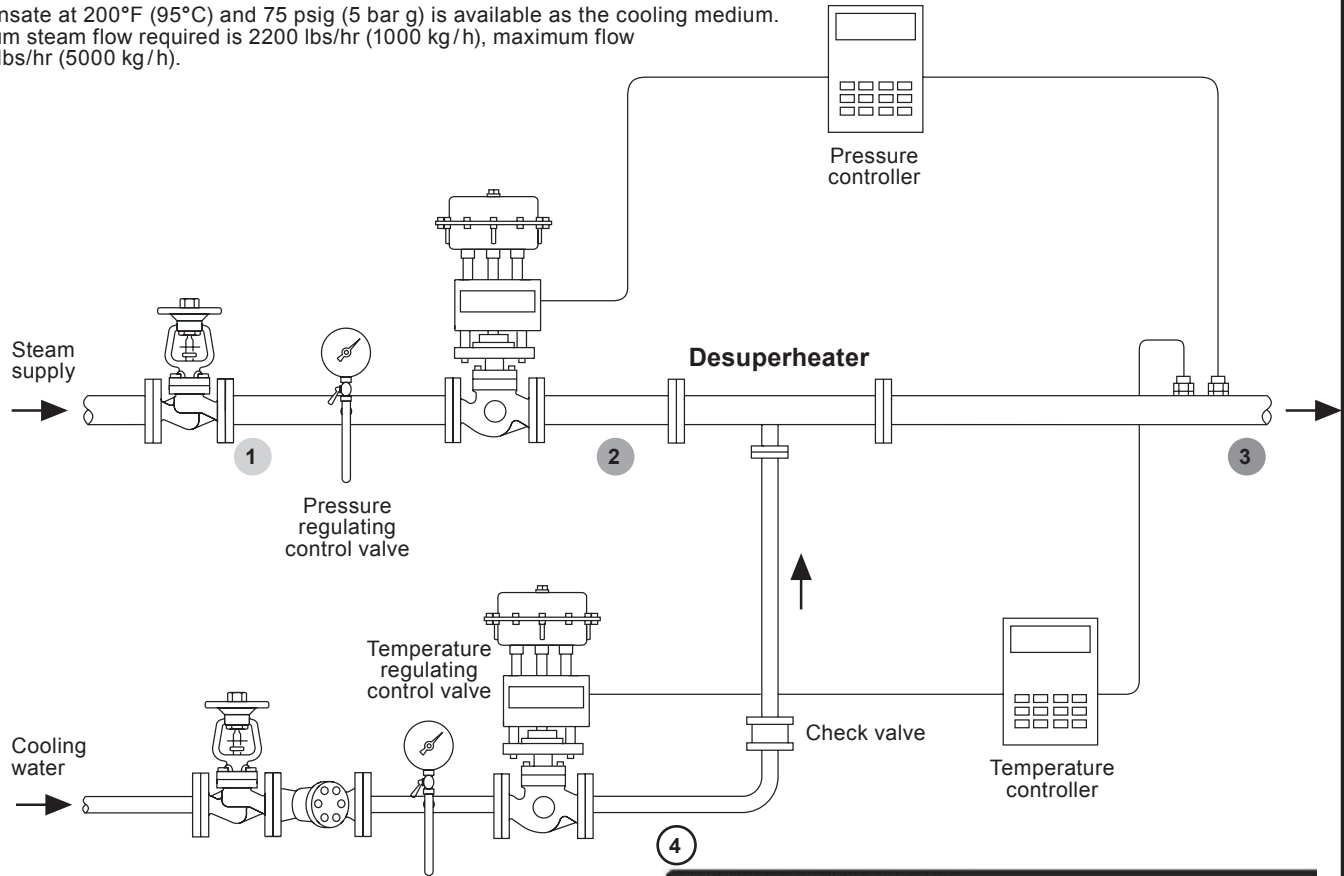 nsate at 200°F (95°C) and 75 psig (5 bar g) is available as the cooling medium.
um steam flow required is 2200 lbs/hr (1000 kg/h), maximum flow
lbs/hr (5000 kg/h).
Pressure
controller
Steam
supply
Desuperheater
1
2
3
Pressure
regulating
control valve
Temperature
regulating
control valve
Cooling
water
Check valve
Temperature
controller
4